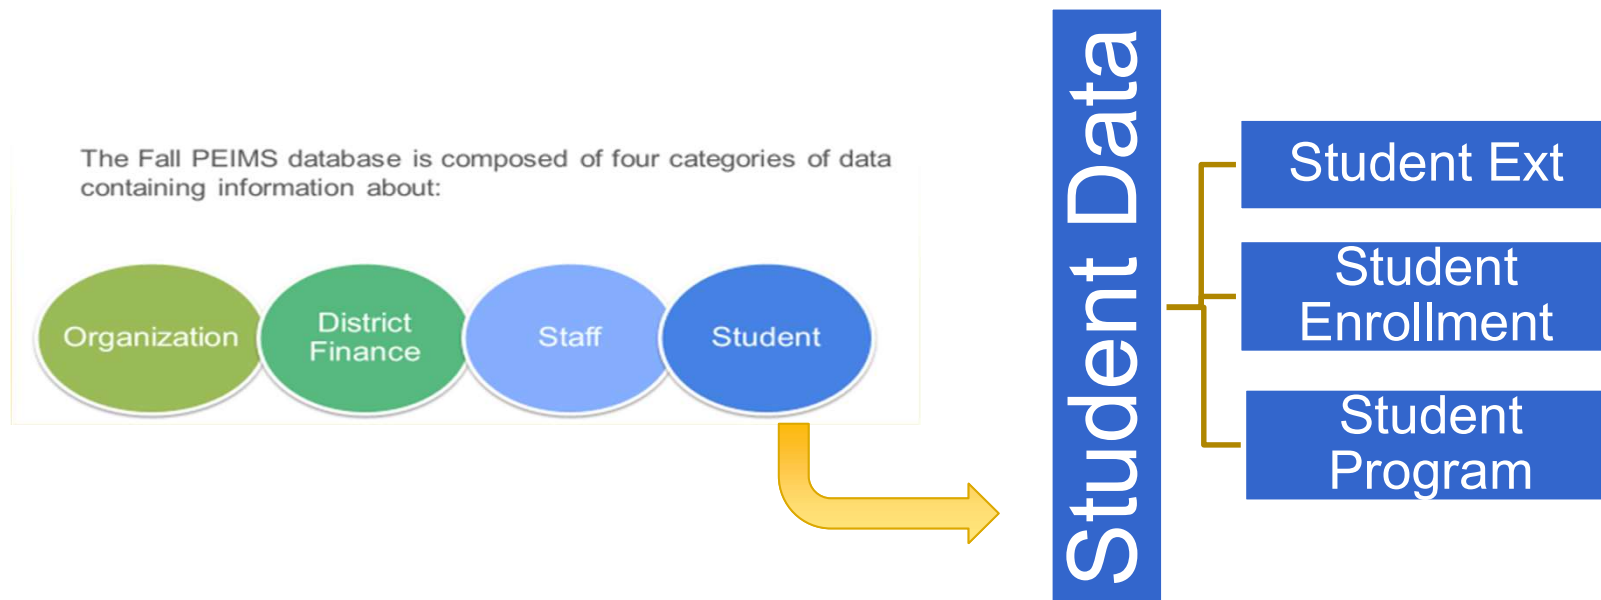 The Fall PEIMS database is composed of four categories of data
containing information about:
Organization
District
Finance
Staff
Student
Student Data
Student Ext
Student
Enrollment
Student
Program